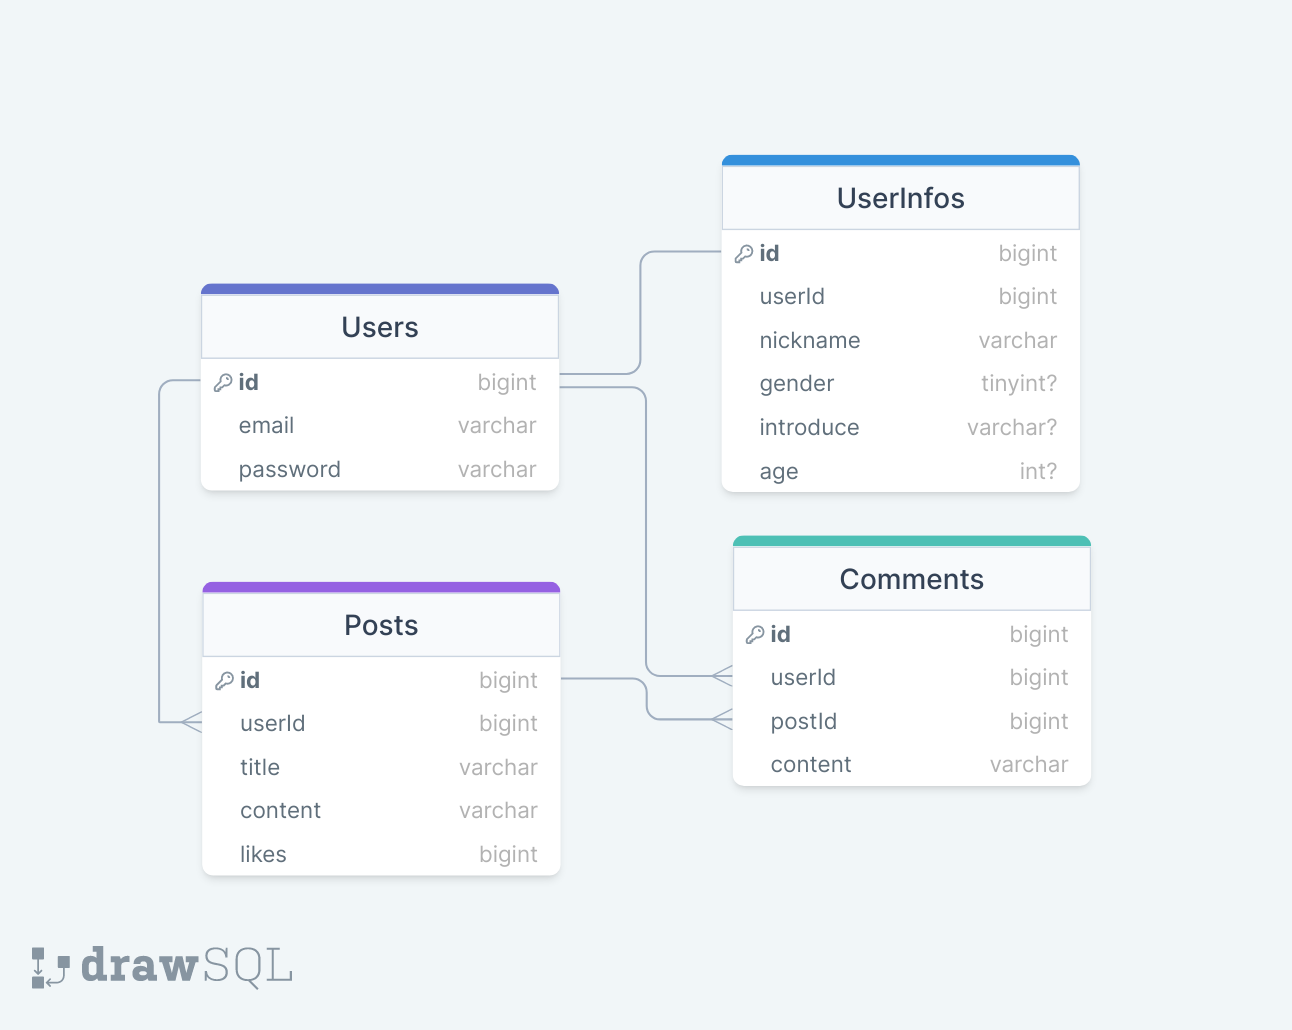 Users
id bigint
email varchar
password varchar
UserInfos
id bigint
userId bigint
nickname varchar
gender tinyint?
introduce varchar?
age int?
Posts
id bigint
userId bigint
title varchar
content varchar
likes bigint
Comments
id bigint
userId bigint
postId bigint
content varchar
drawSQL